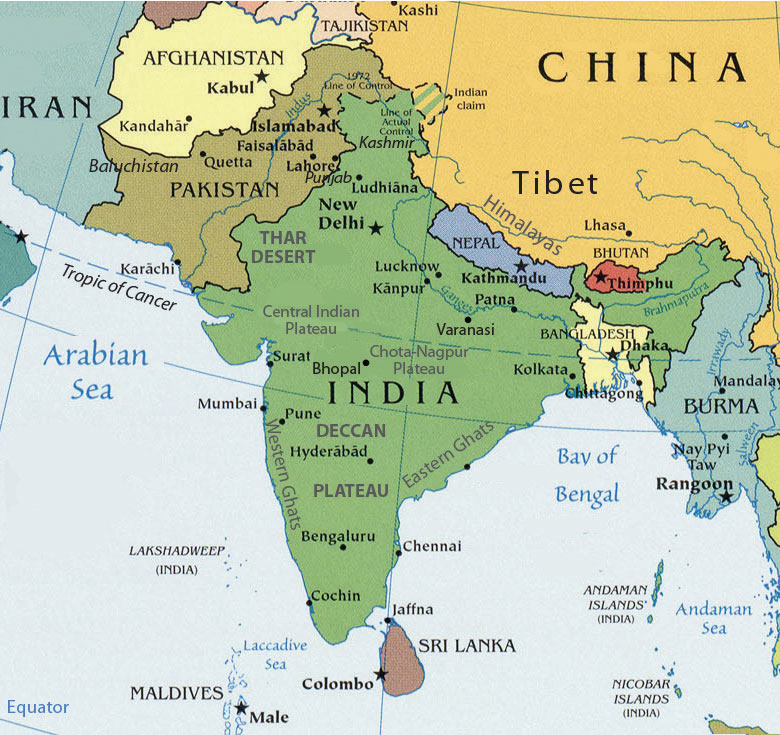 Kashi
TAJIKISTAN
AFGHANISTAN
CHINA
Kabul
1972
Line of Control
Indian
claim
IRAN
Indus
Line of
Actual
Control
Kandahār
Islamabad
Faisalābād
Kashmir
Baluchistan
Quetta
Lahore
Punjab
Ludhiāna
PAKISTAN
Tibet
New
Delhi
Himalayas
Lhasa
THAR
DESERT
NEPAL
BHUTAN
Karāchi
Lucknow
Kathmandu
Thimphu
Tropic of Cancer
Kānpur
Ganges
Patna
Brahmaputra
Central Indian
Plateau
Varanasi
BANGLADESH
Irrawady
Arabian
Sea
Surat
Bhopal
Chota-Nagpur
Plateau
Dhaka
Kolkata
Mandalay
INDIA
Chittagong
Mumbai
Pune
BURMA
DECCAN
Western Ghats
Eastern Ghats
Hyderābād
Bay of
Bengal
Nay Pyi
Taw
Salween
PLATEAU
Rangoon
Bengaluru
Chennai
LAKSHADWEEP
(INDIA)
Cochin
Jaffna
ANDAMAN
ISLANDS
(INDIA)
Andaman
Sea
Laccadive
Sea
SRI LANKA
Colombo
MALDIVES
NICOBAR
ISLANDS
(INDIA)
Equator
Male